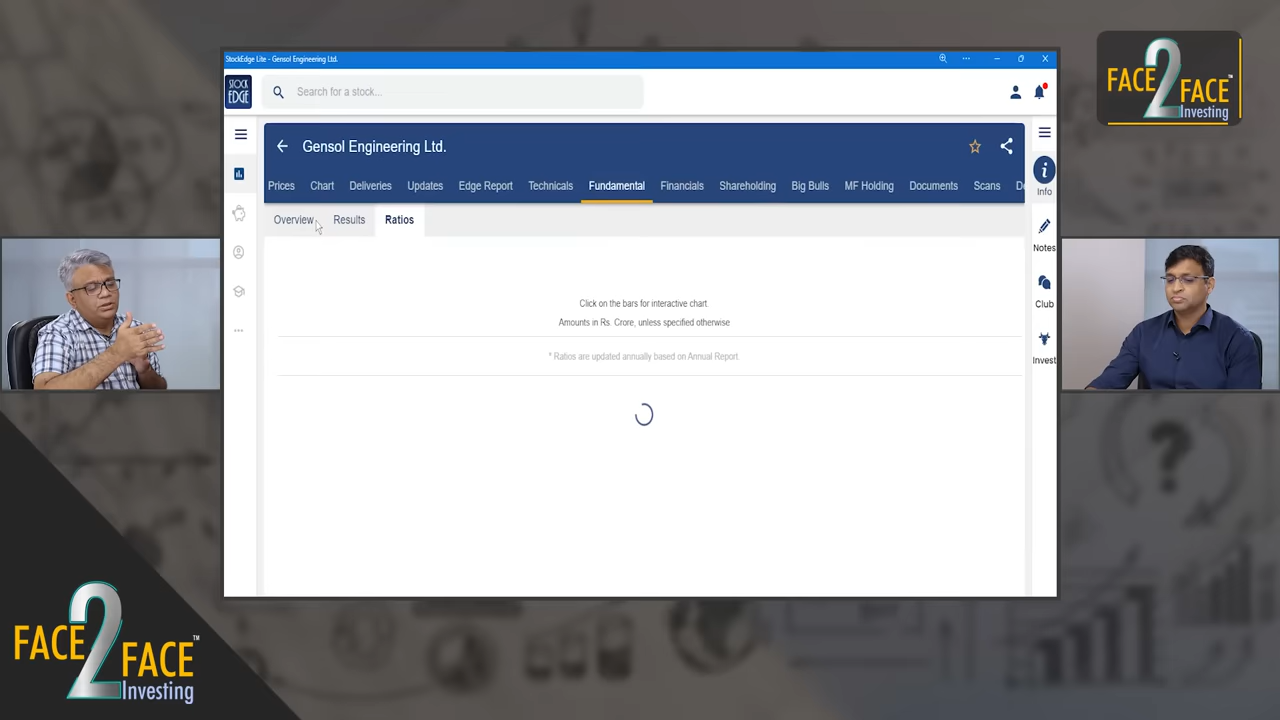 StockEdge Lite - Gensol Engineering Ltd.
STOCK
EDGE
Search for a stock...
FACE 2 FACE™
Investing
Gensol Engineering Ltd.
Prices Chart Deliveries Updates Edge Report Technicals Fundamental Financials Shareholding Big Bulls MF Holding Documents Scans
Info
Overview Results Ratios
Notes
Club
Invest
Click on the bars for interactive chart.
Amounts in Rs. Crore, unless specified otherwise
* Ratios are updated annually based on Annual Report.
FACE 2 FACE™
Investing